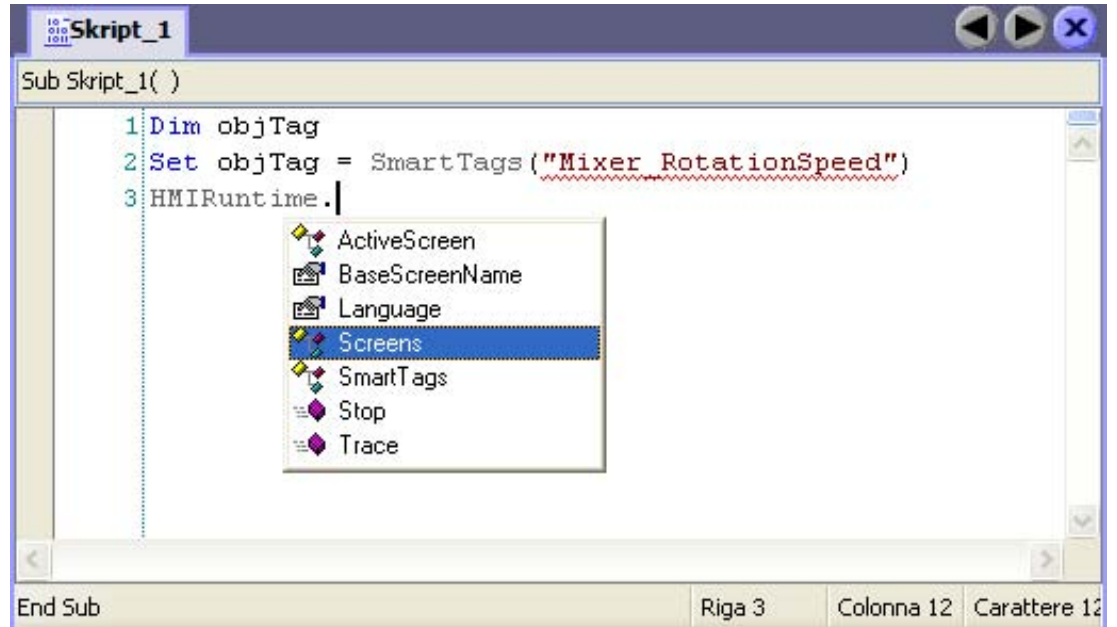 Skript_1
Sub Skript_1( )
1 Dim objTag
2 Set objTag = SmartTags("Mixer_RotationSpeed")
3 HMIRuntime.
ActiveScreen
BaseScreenName
Language
Screens
SmartTags
Stop
Trace
End Sub Riga 3 Colonna 12 Carattere 12